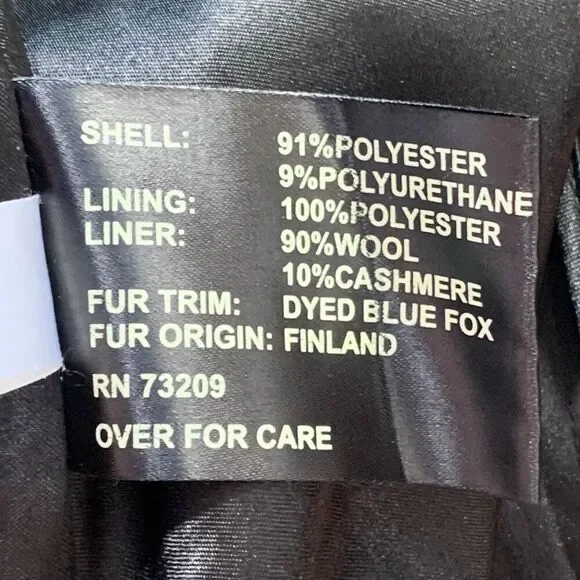 SHELL: 91%POLYESTER
9%POLYURETHANE
LINING: 100%POLYESTER
LINER: 90%WOOL
10%CASHMERE
FUR TRIM: DYED BLUE FOX
FUR ORIGIN: FINLAND
RN 73209
OVER FOR CARE